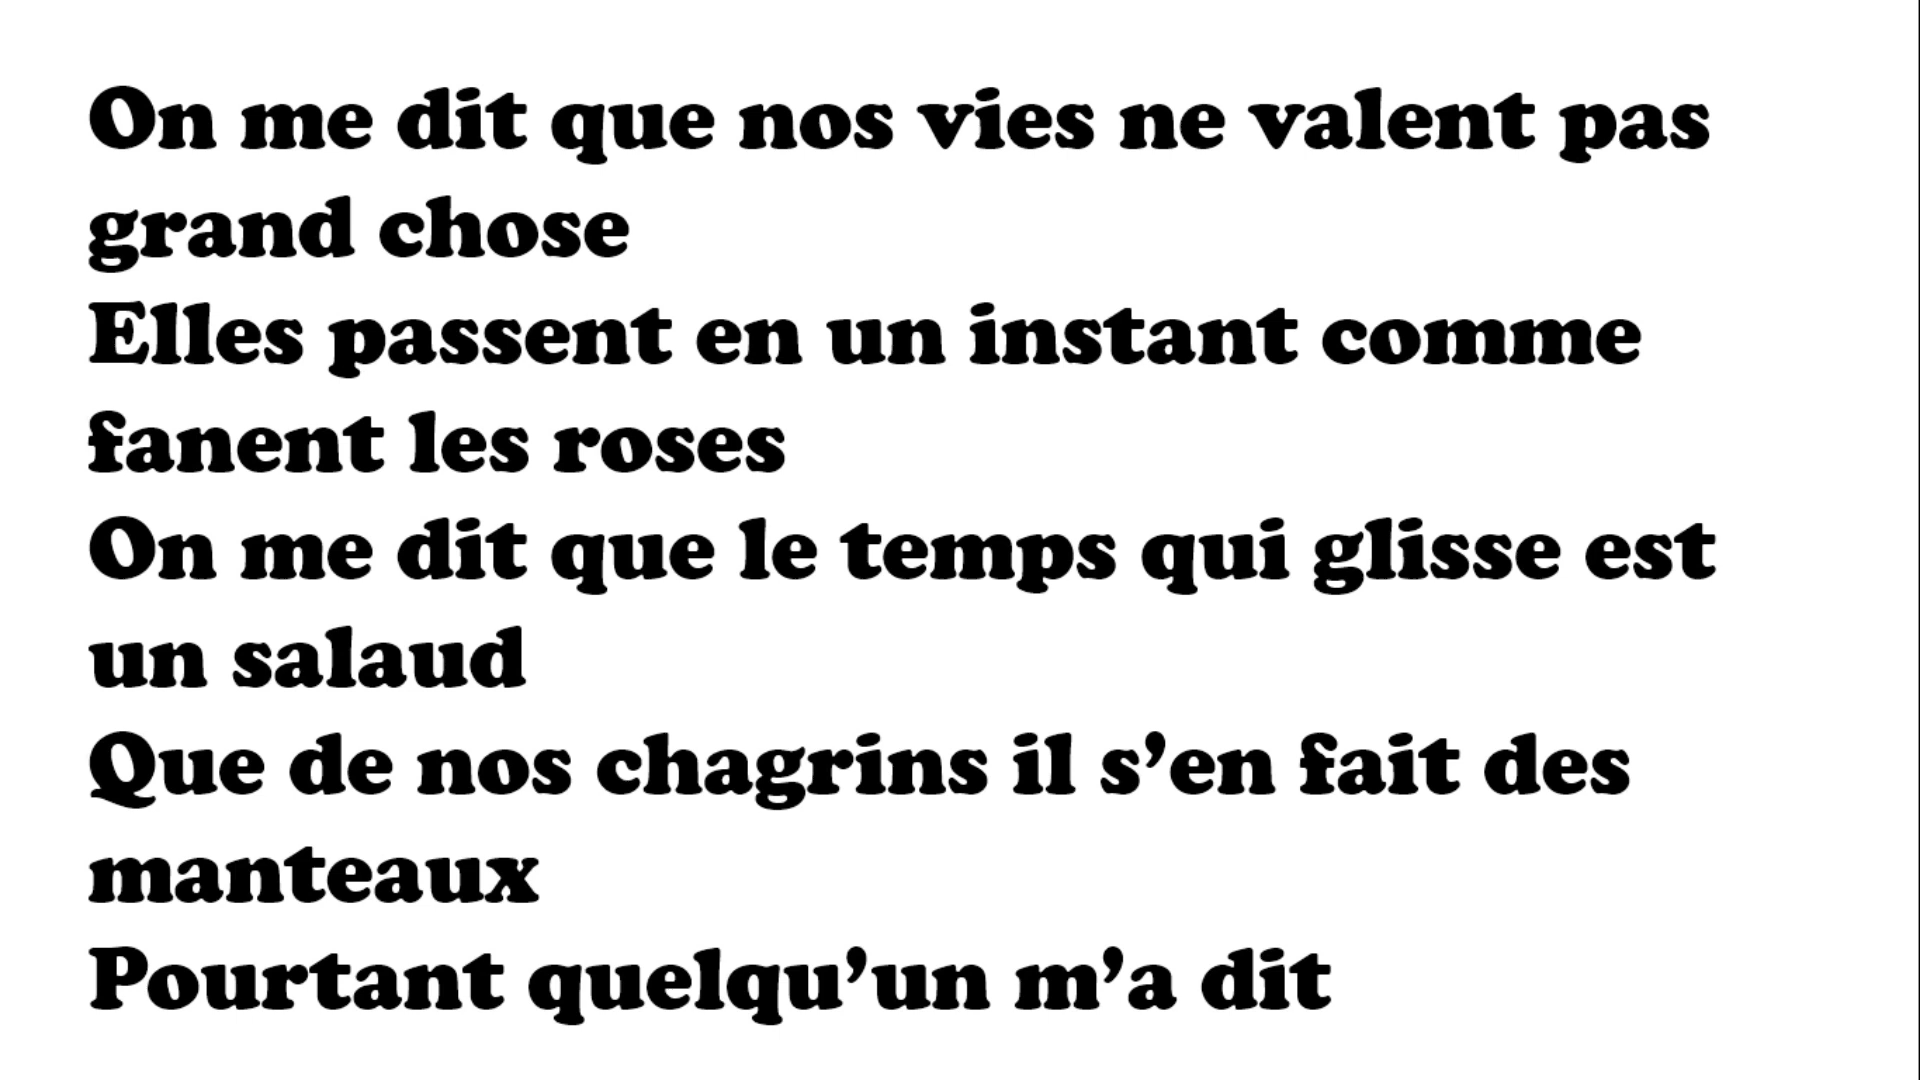 On me dit que nos vies ne valent pas
grand chose
Elles passent en un instant comme
fanent les roses
On me dit que le temps qui glisse est
un salaud
Que de nos chagrins il s’en fait des
manteaux
Pourtant quelqu’un m’a dit